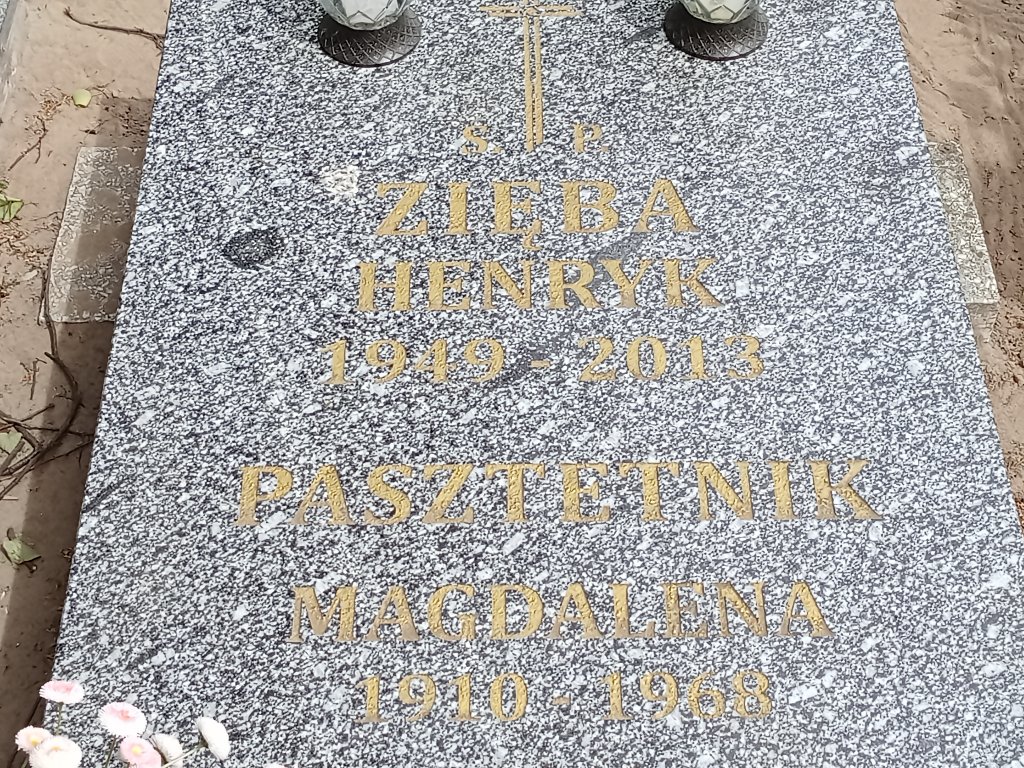 Ś. P.
ZIĘBA
HENRYK
1949 - 2013
PASZTETNIK
MAGDALENA
1910 - 1968